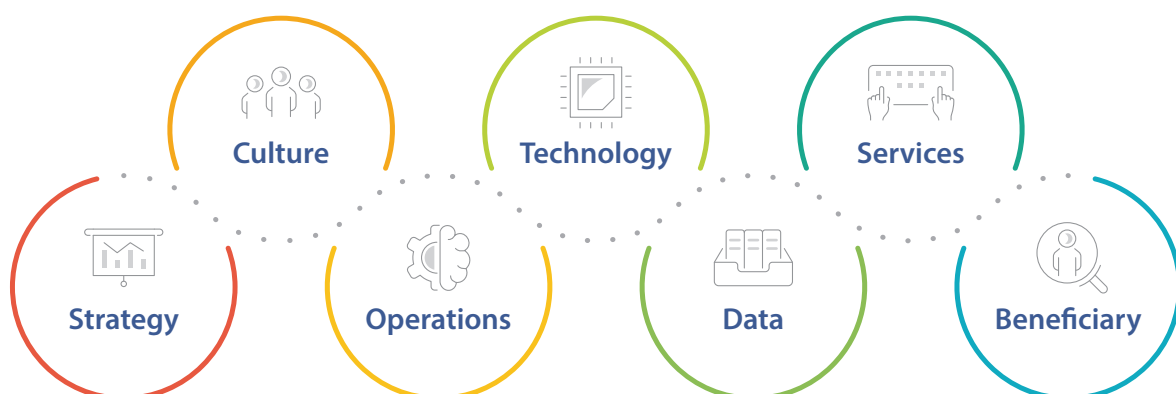 Culture
Technology
Services
Strategy
Operations
Data
Beneficiary